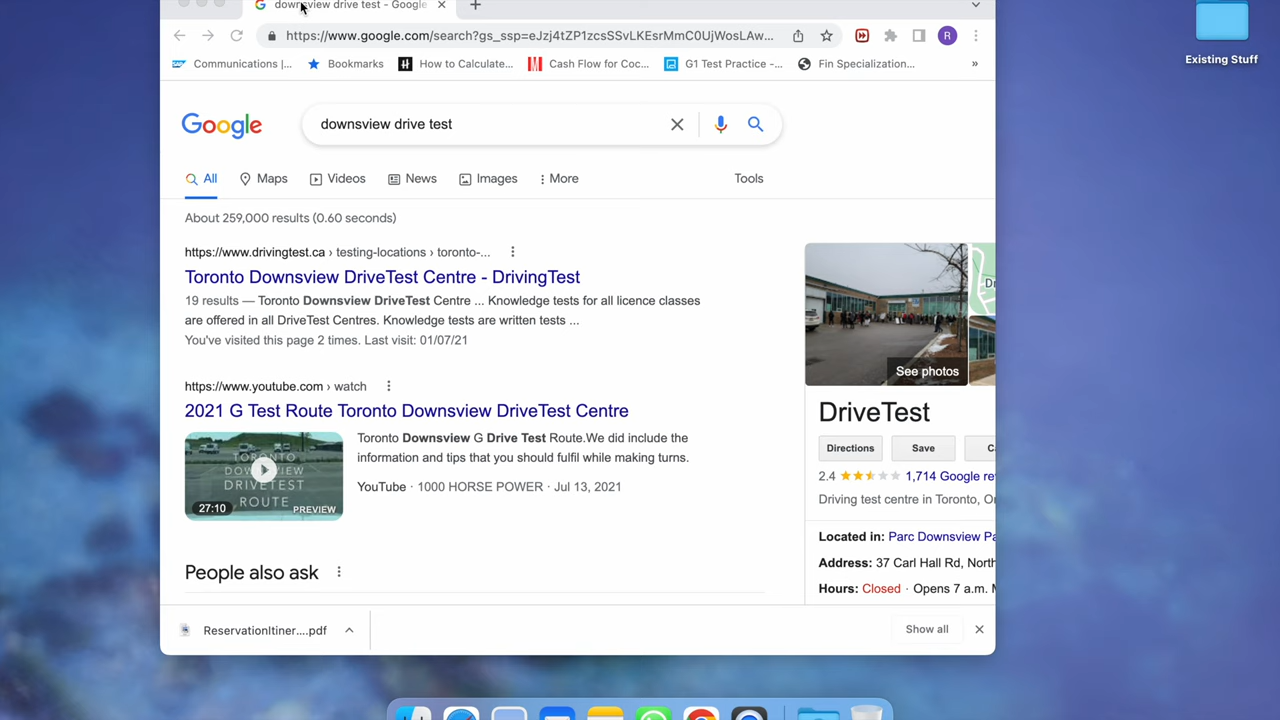 downsview drive test - Google
Existing Stuff
https://www.google.com/search?gs_ssp=eJzj4tZP1zcsSSvLKEsrMmC0UjWosLAw...
R
Communications |...
Bookmarks
How to Calculate...
Cash Flow for Coc...
G1 Test Practice -...
Fin Specialization...
»
Google
downsview drive test
All
Maps
Videos
News
Images
More
Tools
About 259,000 results (0.60 seconds)
https://www.drivingtest.ca › testing-locations › toronto-...
Toronto Downsview DriveTest Centre - DrivingTest
19 results — Toronto Downsview DriveTest Centre ... Knowledge tests for all licence classes
are offered in all DriveTest Centres. Knowledge tests are written tests ...
You've visited this page 2 times. Last visit: 01/07/21
https://www.youtube.com › watch
2021 G Test Route Toronto Downsview DriveTest Centre
TORONTO
DOWNSVIEW
DRIVETEST
ROUTE
27:10
PREVIEW
Toronto Downsview G Drive Test Route.We did include the
information and tips that you should fulfil while making turns.
YouTube · 1000 HORSE POWER · Jul 13, 2021
People also ask
See photos
DriveTest
Directions
Save
2.4
1,714 Google re
Driving test centre in Toronto, O
Located in: Parc Downsview Pa
Address: 37 Carl Hall Rd, North
Hours: Closed · Opens 7 a.m.
ReservationItiner....pdf
Show all